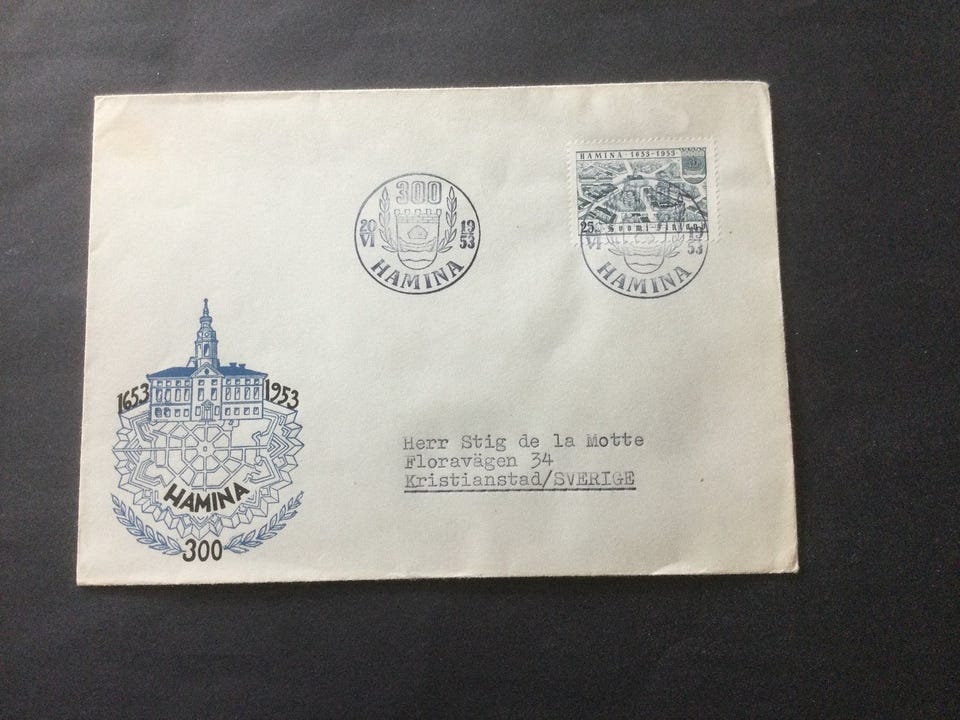 300
20 19
VI 53
HAMINA
HAMINA · 1653-1953
25
Suomi-Finland
19
VI 53
HAMINA
1653 1953
HAMINA
300
Herr Stig de la Motte
Floravägen 34
Kristianstad/SVERIGE